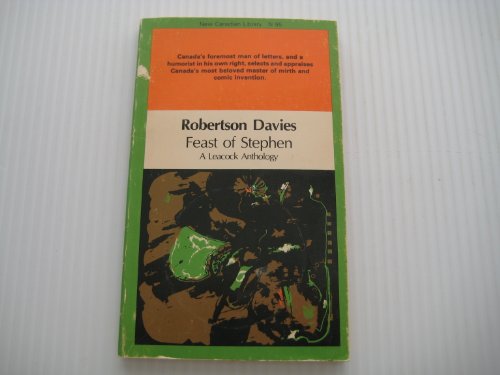 New Canadian Library N 95
Canada's foremost man of letters, and a
humorist in his own right, selects and appraises
Canada's most beloved master of mirth and
comic invention.
Robertson Davies
Feast of Stephen
A Leacock Anthology